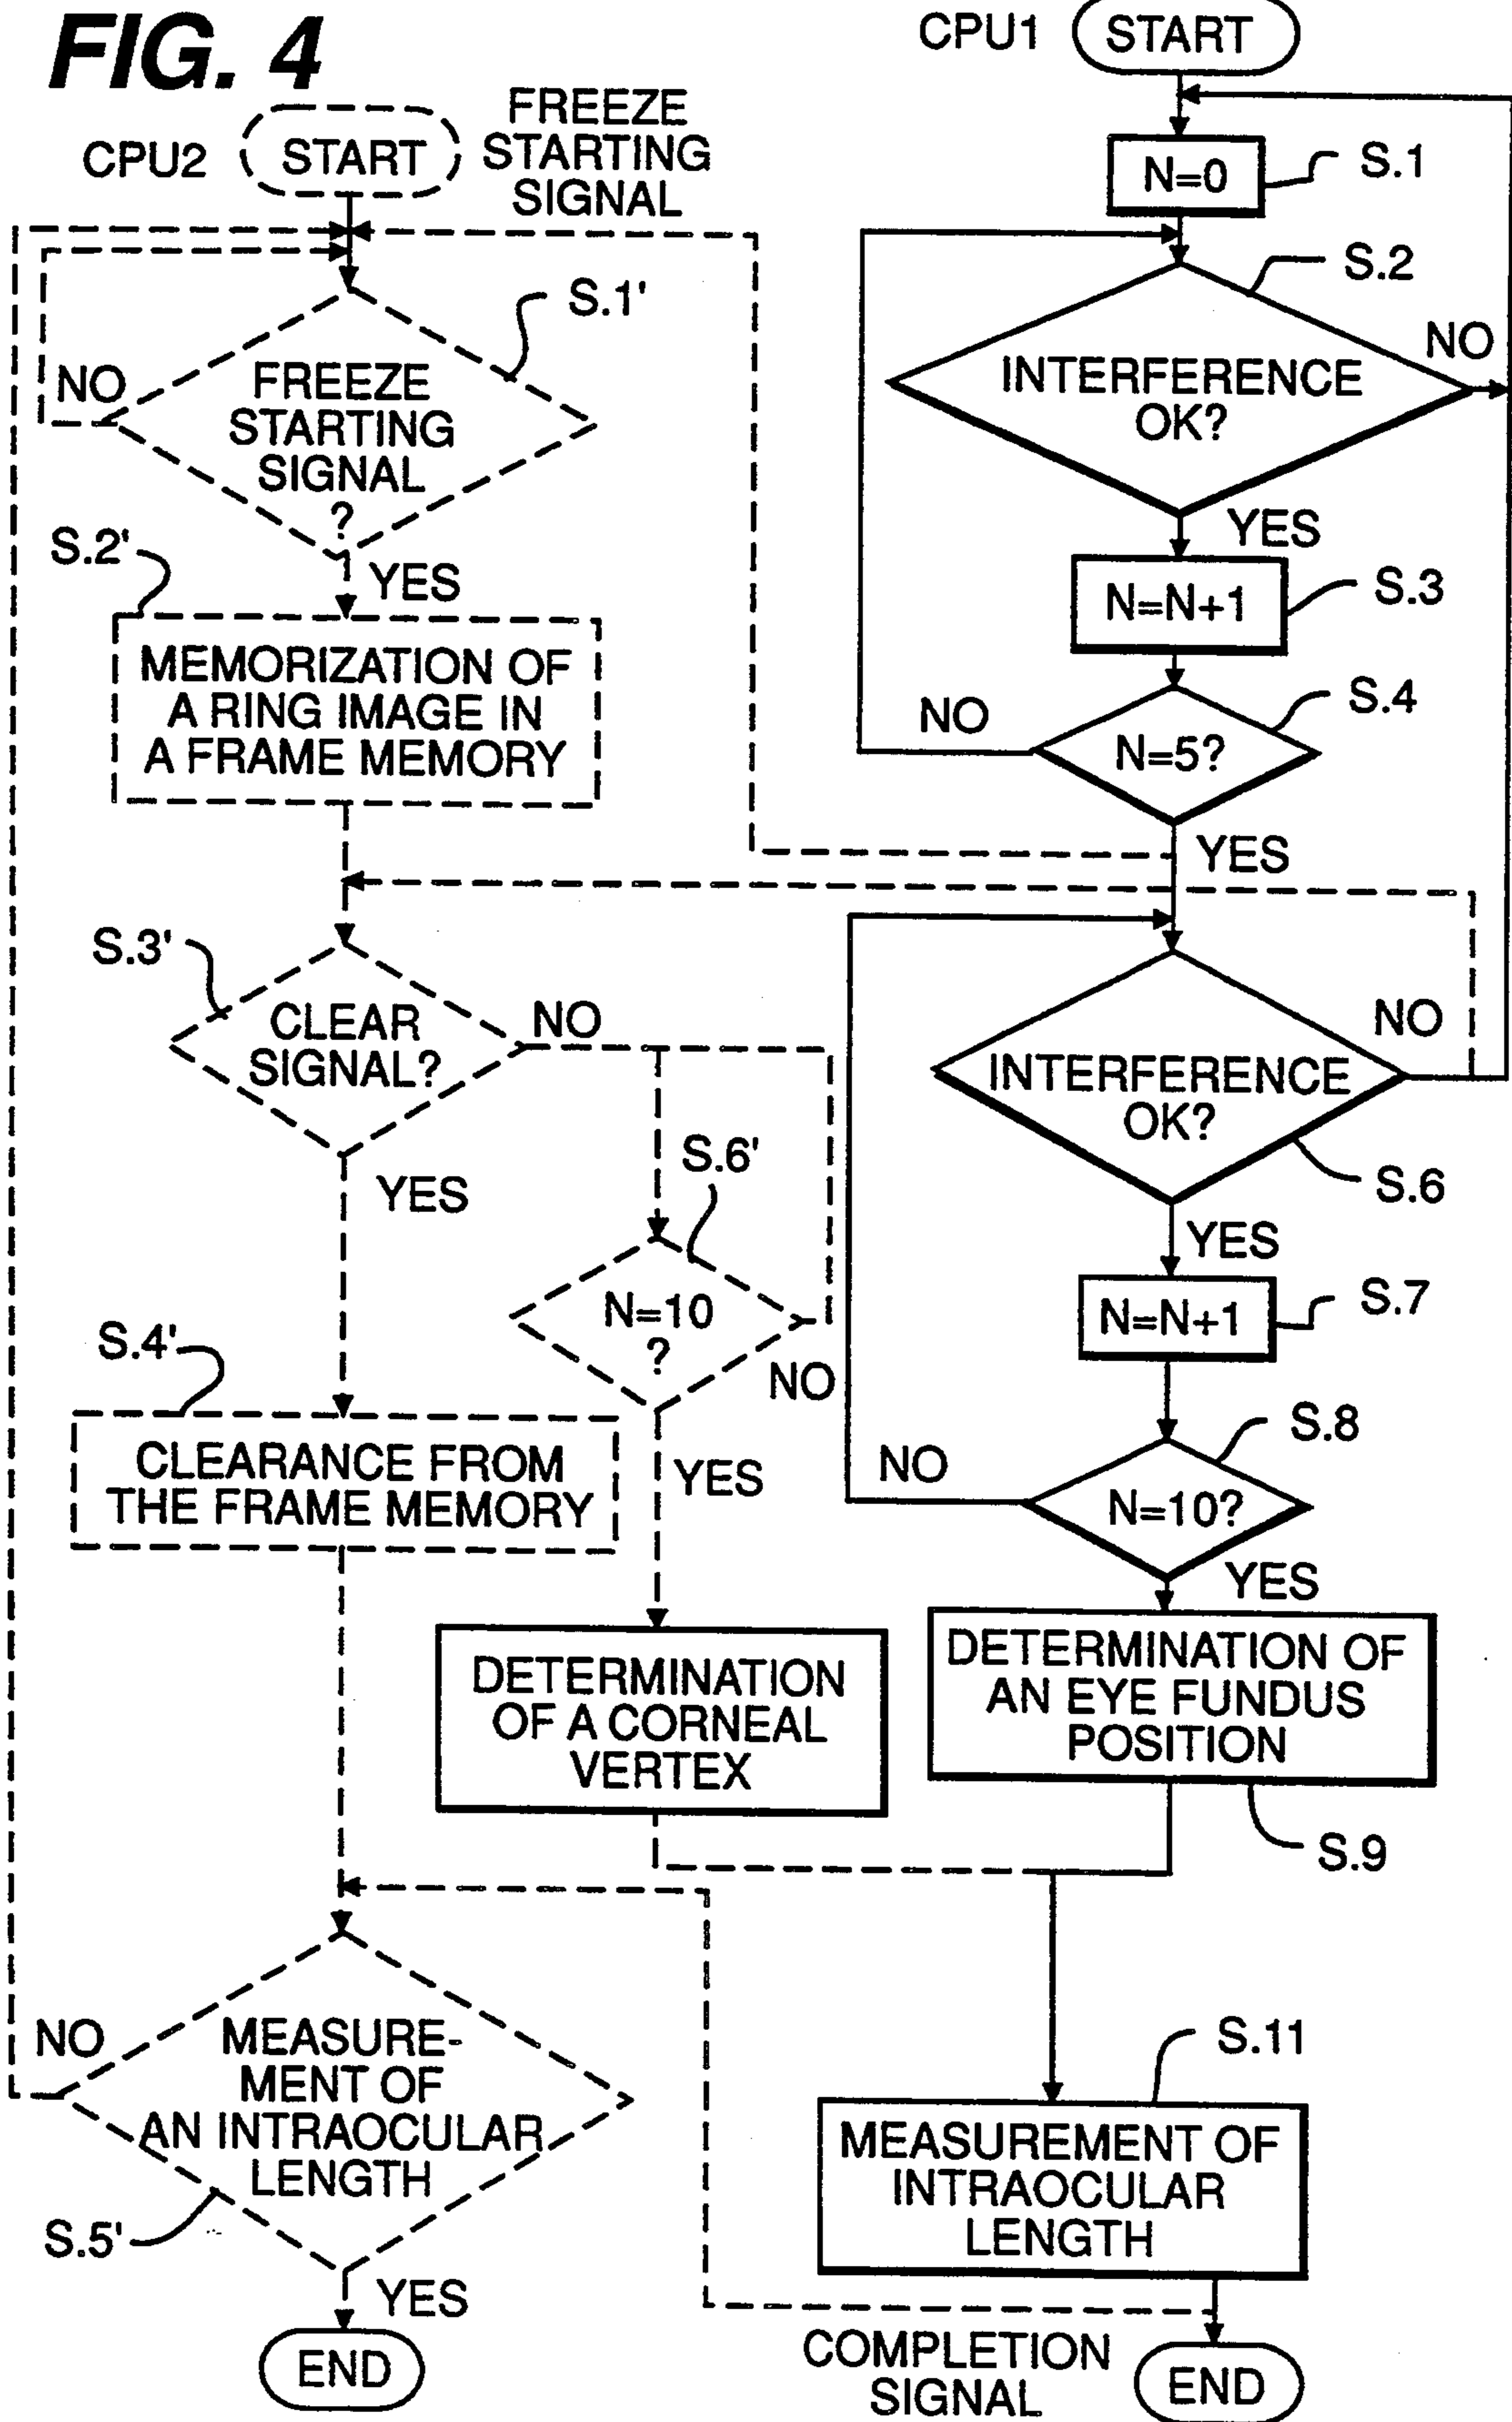 FIG. 4
CPU1
START
CPU2
START
FREEZE
STARTING
SIGNAL
N=0
S.1
S.2
INTERFERENCE
OK?
NO
YES
S.1'
FREEZE
STARTING
SIGNAL
?
NO
YES
S.2'
MEMORIZATION OF
A RING IMAGE IN
A FRAME MEMORY
N=N+1
S.3
S.4
N=5?
NO
YES
S.3'
CLEAR
SIGNAL?
NO
YES
INTERFERENCE
OK?
NO
S.6
YES
S.6'
N=10
?
NO
YES
N=N+1
S.7
S.4'
CLEARANCE FROM
THE FRAME MEMORY
S.8
N=10?
NO
YES
DETERMINATION
OF A CORNEAL
VERTEX
DETERMINATION OF
AN EYE FUNDUS
POSITION
S.9
NO
MEASURE-
MENT OF
AN INTRAOCULAR
LENGTH
S.5'
YES
END
S.11
MEASUREMENT OF
INTRAOCULAR
LENGTH
COMPLETION
SIGNAL
END